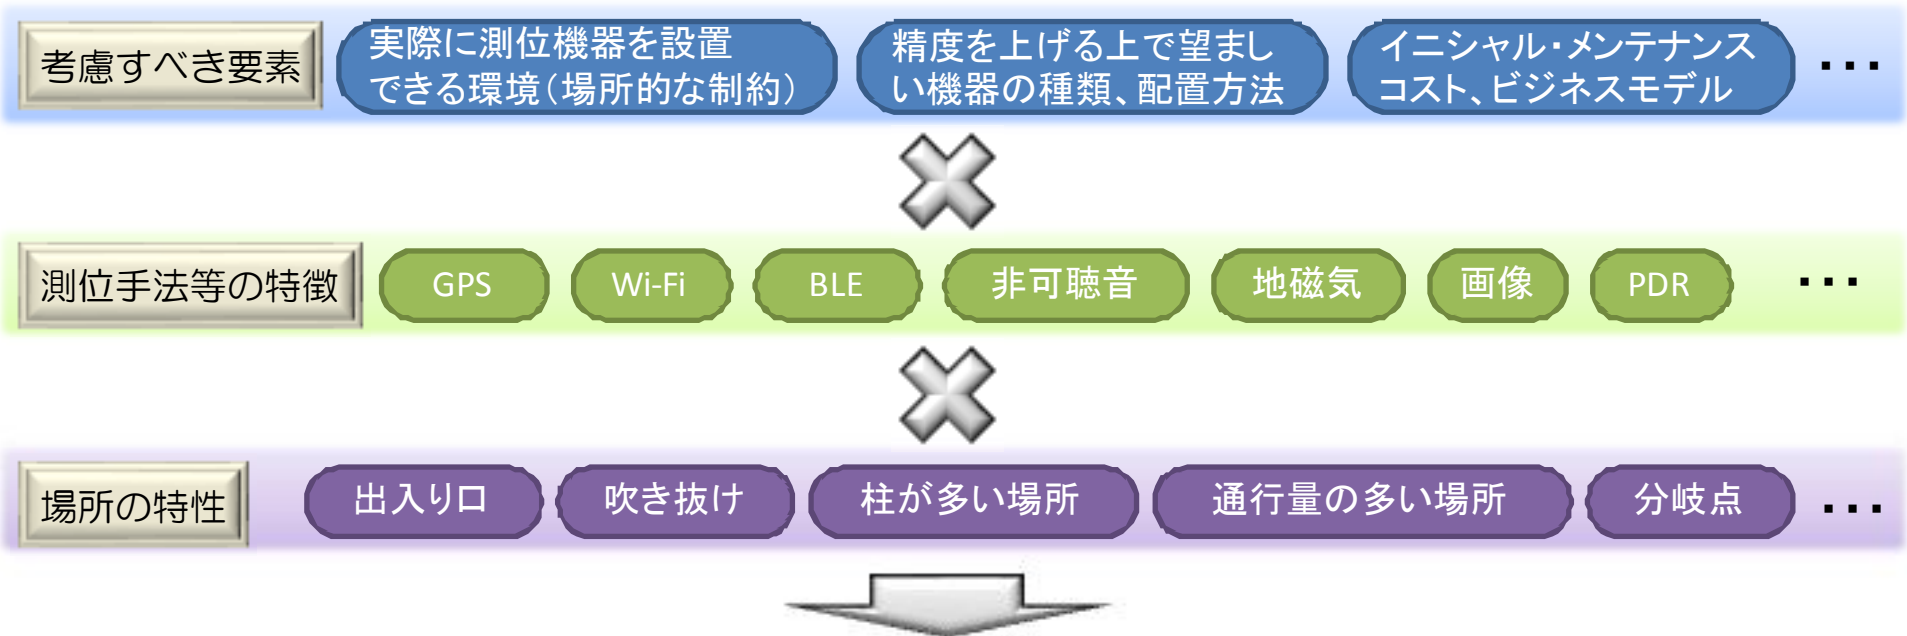 考慮すべき要素
実際に測位機器を設置
できる環境（場所的な制約）
精度を上げる上で望まし
い機器の種類、配置方法
イニシャル・メンテナンス
コスト、ビジネスモデル
･･･
測位手法等の特徴
GPS
Wi-Fi
BLE
非可聴音
地磁気
画像
PDR
･･･
場所の特性
出入り口
吹き抜け
柱が多い場所
通行量の多い場所
分岐点
･･･